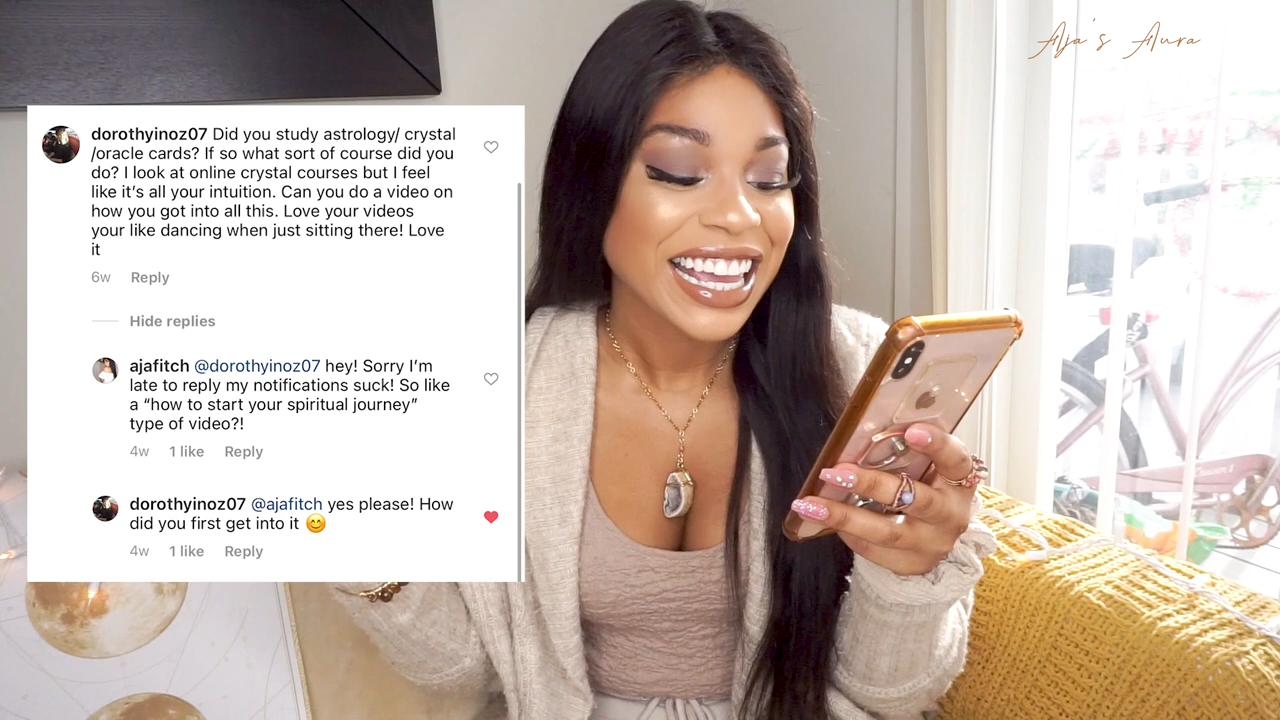 Aja's Aura
dorothyinoz07 Did you study astrology/ crystal
/oracle cards? If so what sort of course did you
do? I look at online crystal courses but I feel
like it's all your intuition. Can you do a video on
how you got into all this. Love your videos
your like dancing when just sitting there! Love
it
6w Reply
Hide replies
ajafitch @dorothyinoz07 hey! Sorry I'm
late to reply my notifications suck! So like
a “how to start your spiritual journey”
type of video?!
4w 1 like Reply
dorothyinoz07 @ajafitch yes please! How
did you first get into it 😊
4w 1 like Reply